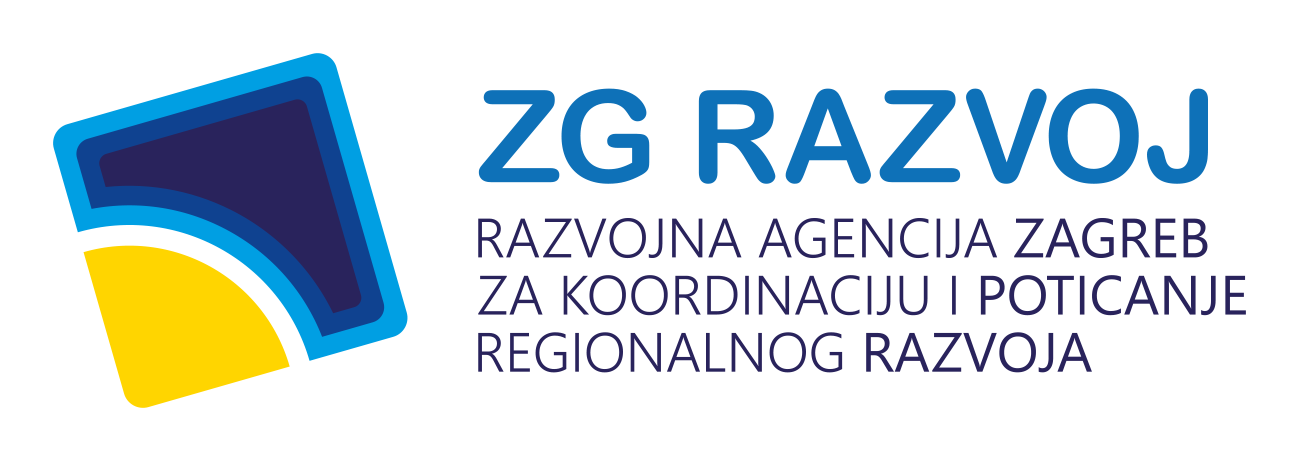 ZG RAZVOJ
RAZVOJNA AGENCIJA ZAGREB
ZA KOORDINACIJU I POTICANJE
REGIONALNOG RAZVOJA